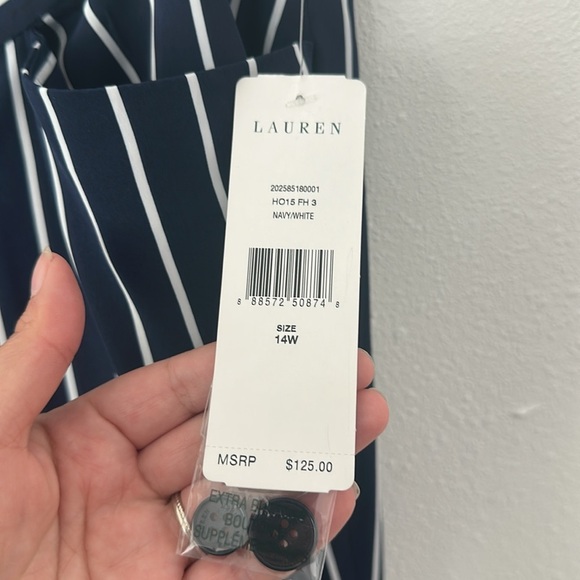 LAUREN
202585180001
HO15 FH 3
NAVY/WHITE
8 88572 50874 8
SIZE
14W
MSRP $125.00
EXTRA